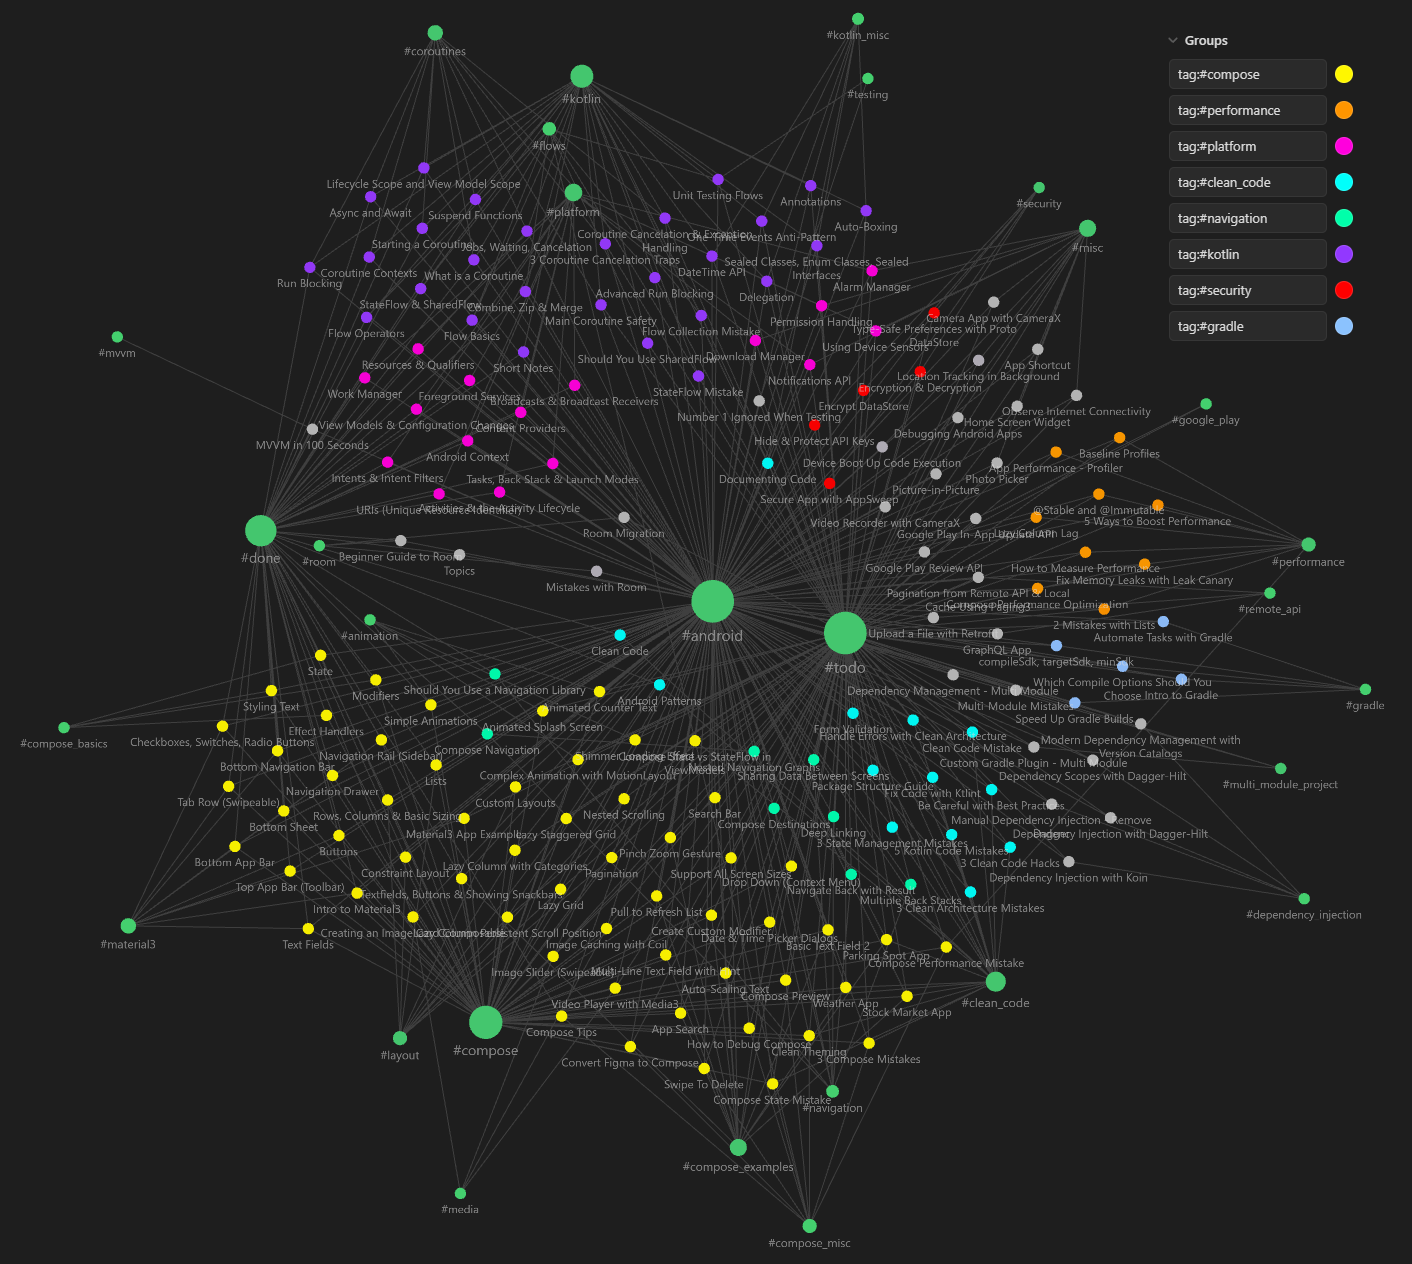 #coroutines
#kotlin_misc
Groups
tag:#compose
tag:#performance
tag:#platform
tag:#clean_code
tag:#navigation
tag:#kotlin
tag:#security
tag:#gradle
#kotlin
#testing
#flows
Lifecycle Scope and View Model Scope
Unit Testing Flows
Annotations
#security
Async and Await
Suspend Functions
#platform
Auto-Boxing
#misc
Starting a Coroutine
Jobs, Waiting, Cancelation
Coroutine Cancelation & Exception
Handling
One-Time Events Anti-Pattern
3 Coroutine Cancelation Traps
Sealed Classes, Enum Classes, Sealed
Interfaces
Coroutine Contexts
What is a Coroutine
DateTime API
Run Blocking
Alarm Manager
Advanced Run Blocking
Delegation
StateFlow & SharedFlow
Combine, Zip & Merge
Main Coroutine Safety
Permission Handling
Camera App with CameraX
Flow Operators
Flow Basics
Flow Collection Mistake
Type Safe Preferences with Proto
DataStore
Using Device Sensors
#mvvm
Resources & Qualifiers
Short Notes
Should You Use SharedFlow
Download Manager
App Shortcut
Work Manager
Foreground Services
Notifications API
Location Tracking in Background
StateFlow Mistake
Encryption & Decryption
Broadcasts & Broadcast Receivers
Encrypt DataStore
Number 1 Ignored When Testing
Observe Internet Connectivity
#google_play
View Models & Configuration Changes
Content Providers
Home Screen Widget
MVVM in 100 Seconds
Hide & Protect API Keys
Debugging Android Apps
Baseline Profiles
Android Context
Device Boot Up Code Execution
App Performance - Profiler
Intents & Intent Filters
Tasks, Back Stack & Launch Modes
Documenting Code
Photo Picker
Picture-in-Picture
Secure App with AppSweep
URIs (Unique Resource Identifier)
Activities & the Activity Lifecycle
@Stable and @Immutable
5 Ways to Boost Performance
Video Recorder with CameraX
Room Migration
Google Play In-App Update API
LazyColumn Lag
#done
#room
Beginner Guide to Room
Topics
Google Play Review API
How to Measure Performance
#performance
Mistakes with Room
Fix Memory Leaks with Leak Canary
Pagination from Remote API & Local
Cache Using Paging3
Compose Performance Optimization
#remote_api
#animation
#android
2 Mistakes with Lists
Upload a File with Retrofit
Automate Tasks with Gradle
Clean Code
GraphQL App
#todo
compileSdk, targetSdk, minSdk
State
Should You Use a Navigation Library
Which Compile Options Should You
Choose Intro to Gradle
Modifiers
Android Patterns
Dependency Management - Multi Module
Styling Text
Animated Counter Text
Multi Module Mistakes
#gradle
Simple Animations
Animated Splash Screen
Speed Up Gradle Builds
Effect Handlers
Form Validation
Handle Errors with Clean Architecture
#compose_basics
Checkboxes, Switches, Radio Buttons
Compose Navigation
Clean Code Mistake
Modern Dependency Management with
Version Catalogs
Navigation Rail (Sidebar)
Shimmer Loading Effect
Compose State vs StateFlow in
ViewModels
Bottom Navigation Bar
Nested Navigation Graphs
Custom Gradle Plugin - Multi Module
Lists
Complex Animation with MotionLayout
Sharing Data Between Screens
Dependency Scopes with Dagger-Hilt
#multi_module_project
Navigation Drawer
Package Structure Guide
Tab Row (Swipeable)
Custom Layouts
Fix Code with Ktlint
Rows, Columns & Basic Sizing
Nested Scrolling
Search Bar
Be Careful with Best Practices
Bottom Sheet
Compose Destinations
Manual Dependency Injection - Remove
Dagger
Material3 App Example
Lazy Staggered Grid
Deep Linking
Dependency Injection with Dagger-Hilt
Buttons
3 State Management Mistakes
5 Kotlin Code Mistakes
Pinch Zoom Gesture
Bottom App Bar
Lazy Column with Categories
3 Clean Code Hacks
Constraint Layout
Pagination
Support All Screen Sizes
Dependency Injection with Koin
Top App Bar (Toolbar)
Drop Down (Context Menu)
Textfields, Buttons & Showing Snackbars
Navigate Back with Result
Multiple Back Stacks
Intro to Material3
Lazy Grid
Pull to Refresh List
3 Clean Architecture Mistakes
#dependency_injection
#material3
Text Fields
Creating an Image Card Composable
Lazy Column Persistent Scroll Position
Create Custom Modifier
Date & Time Picker Dialogs
Image Caching with Coil
Basic Text Field 2
Parking Spot App
Compose Performance Mistake
Image Slider (Swipeable)
Multi-Line Text Field with Hint
Auto-Scaling Text
Compose Preview
Weather App
#clean_code
Video Player with Media3
Stock Market App
Compose Tips
App Search
#layout
#compose
How to Debug Compose
Clean Theming
3 Compose Mistakes
Convert Figma to Compose
Swipe To Delete
Compose State Mistake
#navigation
#compose_examples
#media
#compose_misc